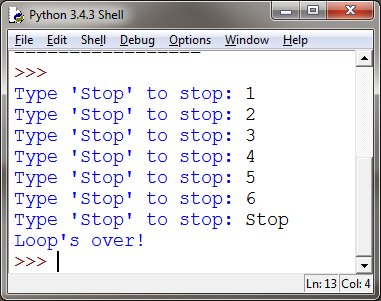 Python 3.4.3 Shell
File Edit Shell Debug Options Window Help
>>>
Type 'Stop' to stop: 1
Type 'Stop' to stop: 2
Type 'Stop' to stop: 3
Type 'Stop' to stop: 4
Type 'Stop' to stop: 5
Type 'Stop' to stop: 6
Type 'Stop' to stop: Stop
Loop's over!
>>>
Ln: 13 Col: 4